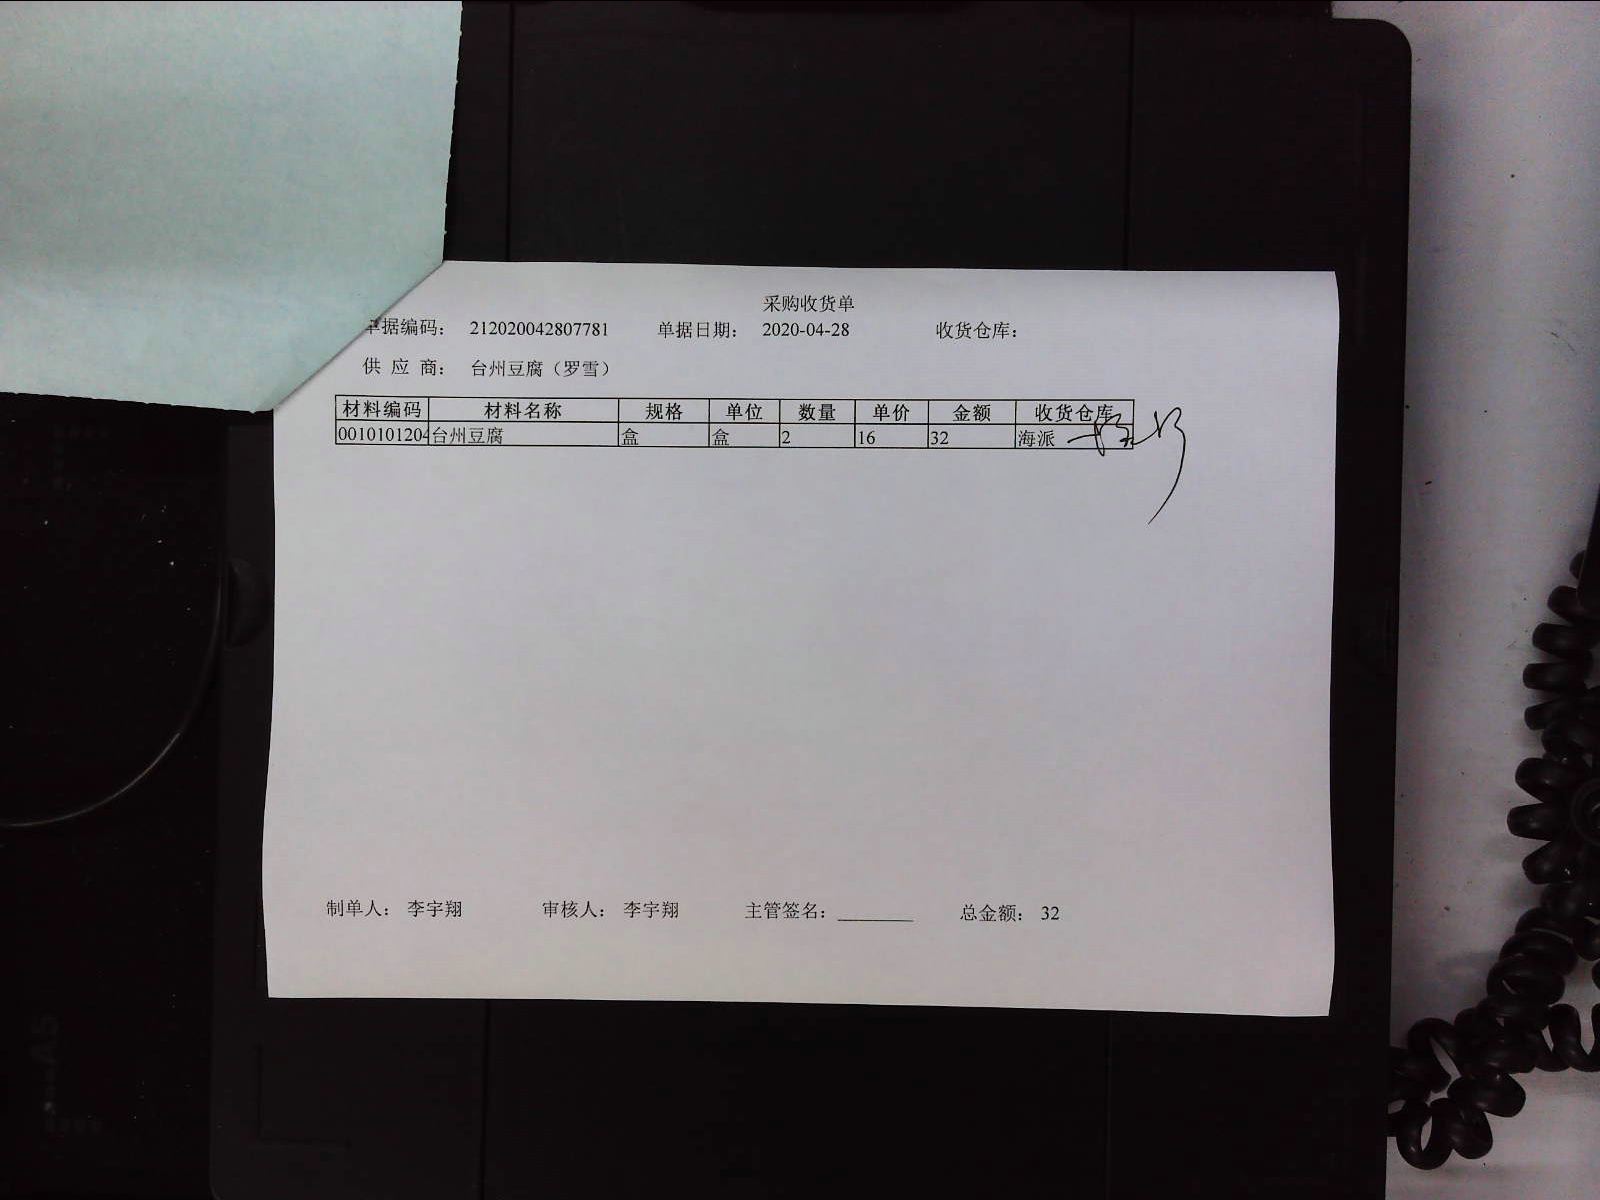 采购收货单
单据编码： 212020042807781 单据日期： 2020-04-28 收货仓库：
供 应 商： 台州豆腐（罗雪）
材料编码 材料名称 规格 单位 数量 单价 金额 收货仓库
0010101204 台州豆腐 盒 盒 2 16 32 海派
制单人： 李宇翔 审核人： 李宇翔 主管签名：________ 总金额： 32